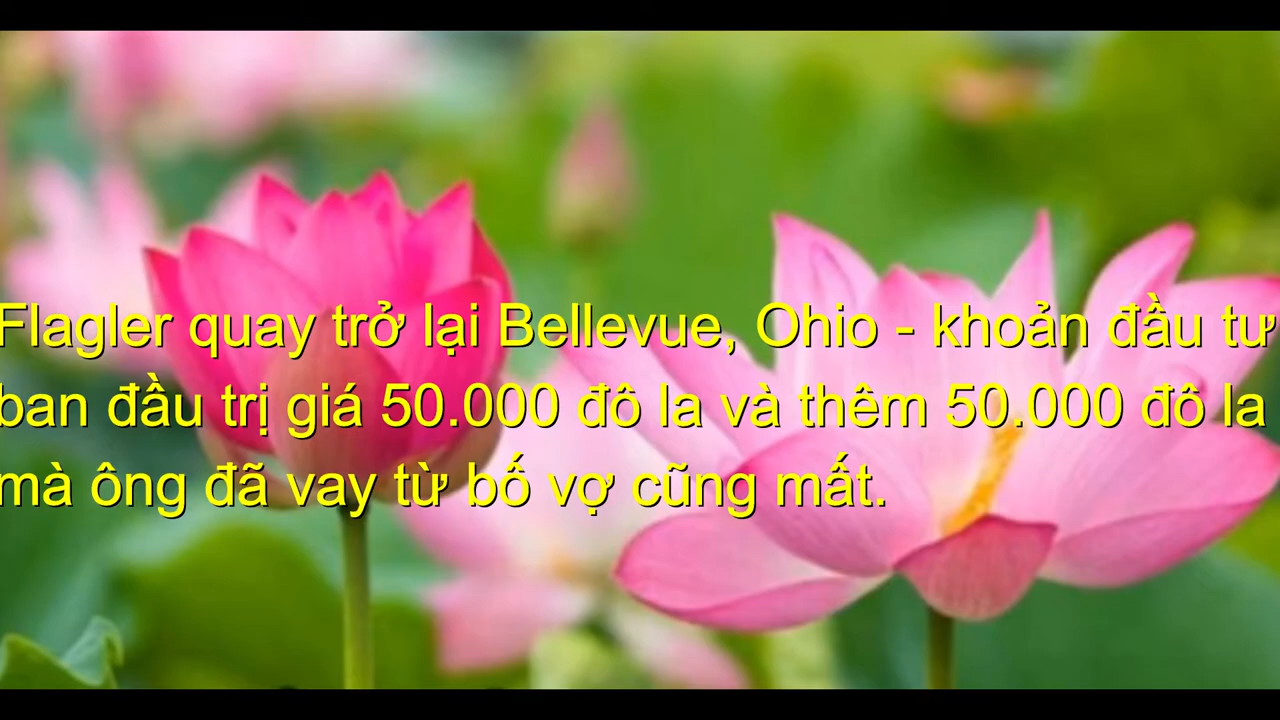 Flagler quay trở lại Bellevue, Ohio - khoản đầu tư
ban đầu trị giá 50.000 đô la và thêm 50.000 đô la
mà ông đã vay từ bố vợ cũng mất.